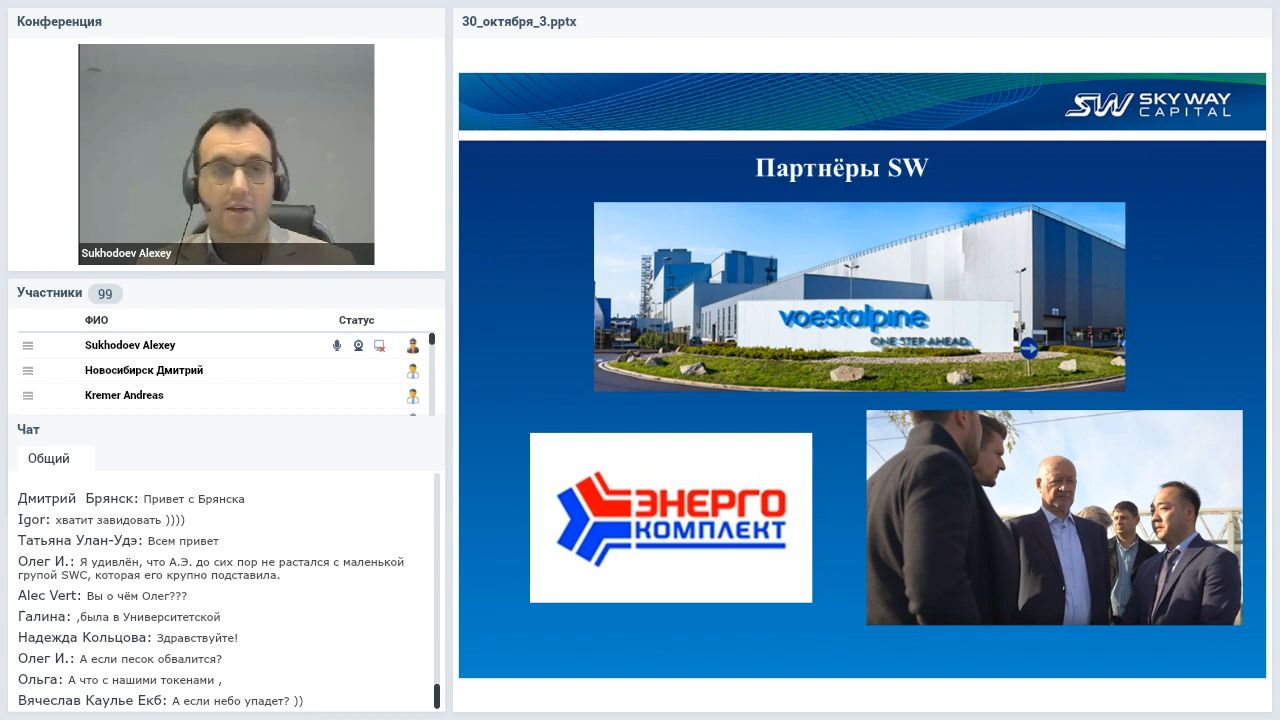 Конференция
Sukhodoev Alexey
Участники 99
ФИО Статус
Sukhodoev Alexey
Новосибирск Дмитрий
Kremer Andreas
Чат
Общий
Дмитрий Брянск: Привет с Брянска
Igor: хватит завидовать ))))
Татьяна Улан-Удэ: Всем привет
Олег И.: Я удивлён, что А.Э. до сих пор не растался с маленькой
групой SWC, которая его крупно подставила.
Alec Vert: Вы о чём Олег???
Галина: ,была в Университетской
Надежда Кольцова: Здравствуйте!
Олег И.: А если песок обвалится?
Ольга: А что с нашими токенами ,
Вячеслав Каулье Екб: А если небо упадет? ))
30_октября_3.pptx
SW SKY WAY
CAPITAL
Партнёры SW
voestalpine
ONE STEP AHEAD.
ЭНЕРГО
КОМПЛЕКТ